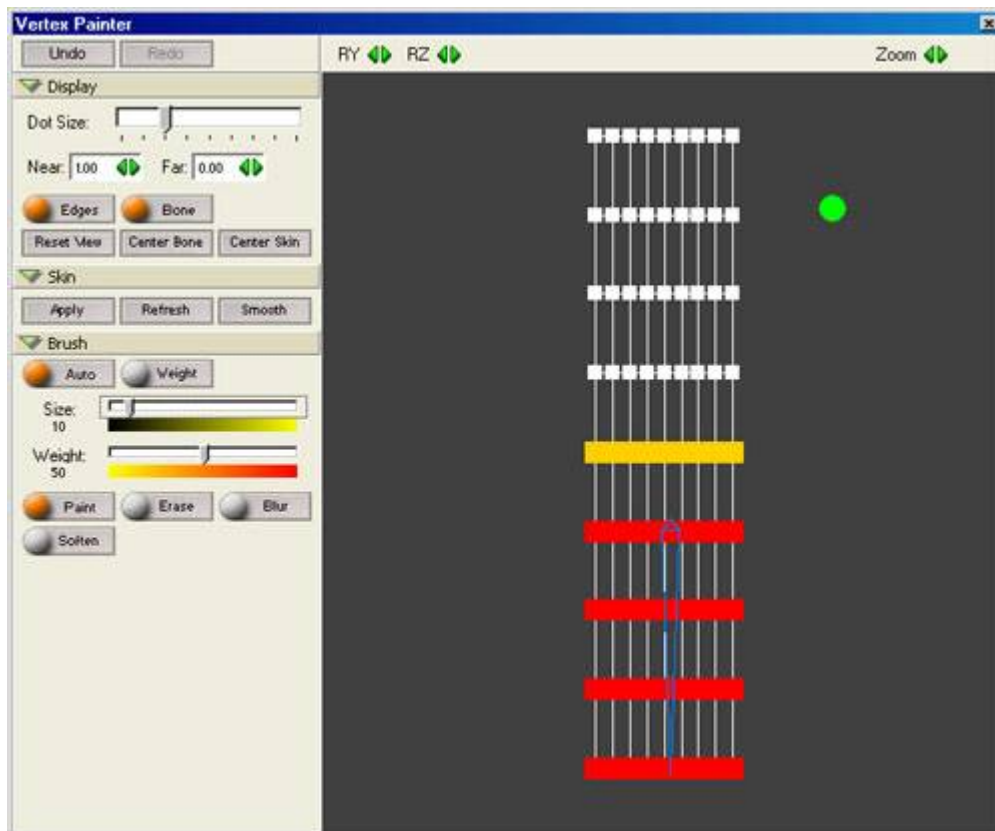 Vertex Painter
Undo Redo RY RZ Zoom
Display
Dot Size:
Near: 1.00 Far: 0.00
Edges Bone
Reset View Center Bone Center Skin
Skin
Apply Refresh Smooth
Brush
Auto Weight
Size:
10
Weight:
50
Paint Erase Blur
Soften